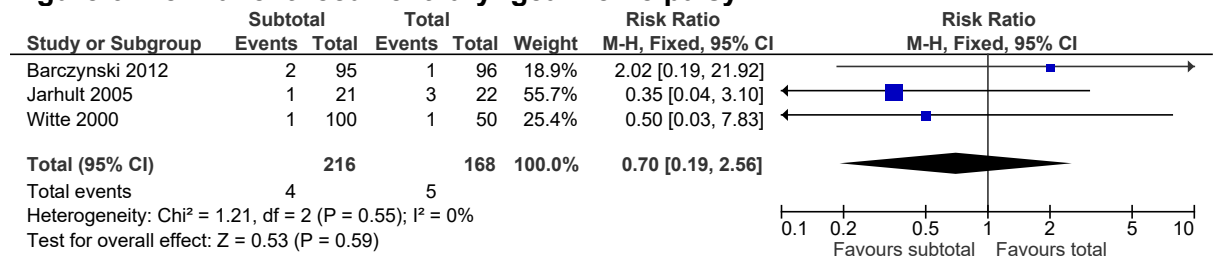 Subtotal Total Risk Ratio Risk Ratio
Study or Subgroup Events Total Events Total Weight M-H, Fixed, 95% CI M-H, Fixed, 95% CI
Barczynski 2012 2 95 1 96 18.9% 2.02 [0.19, 21.92]
Jarhult 2005 1 21 3 22 55.7% 0.35 [0.04, 3.10]
Witte 2000 1 100 1 50 25.4% 0.50 [0.03, 7.83]
Total (95% CI) 216 168 100.0% 0.70 [0.19, 2.56]
Total events 4 5
Heterogeneity: Chi² = 1.21, df = 2 (P = 0.55); I² = 0%
Test for overall effect: Z = 0.53 (P = 0.59)
0.1 0.2 0.5 1 2 5 10
Favours subtotal Favours total